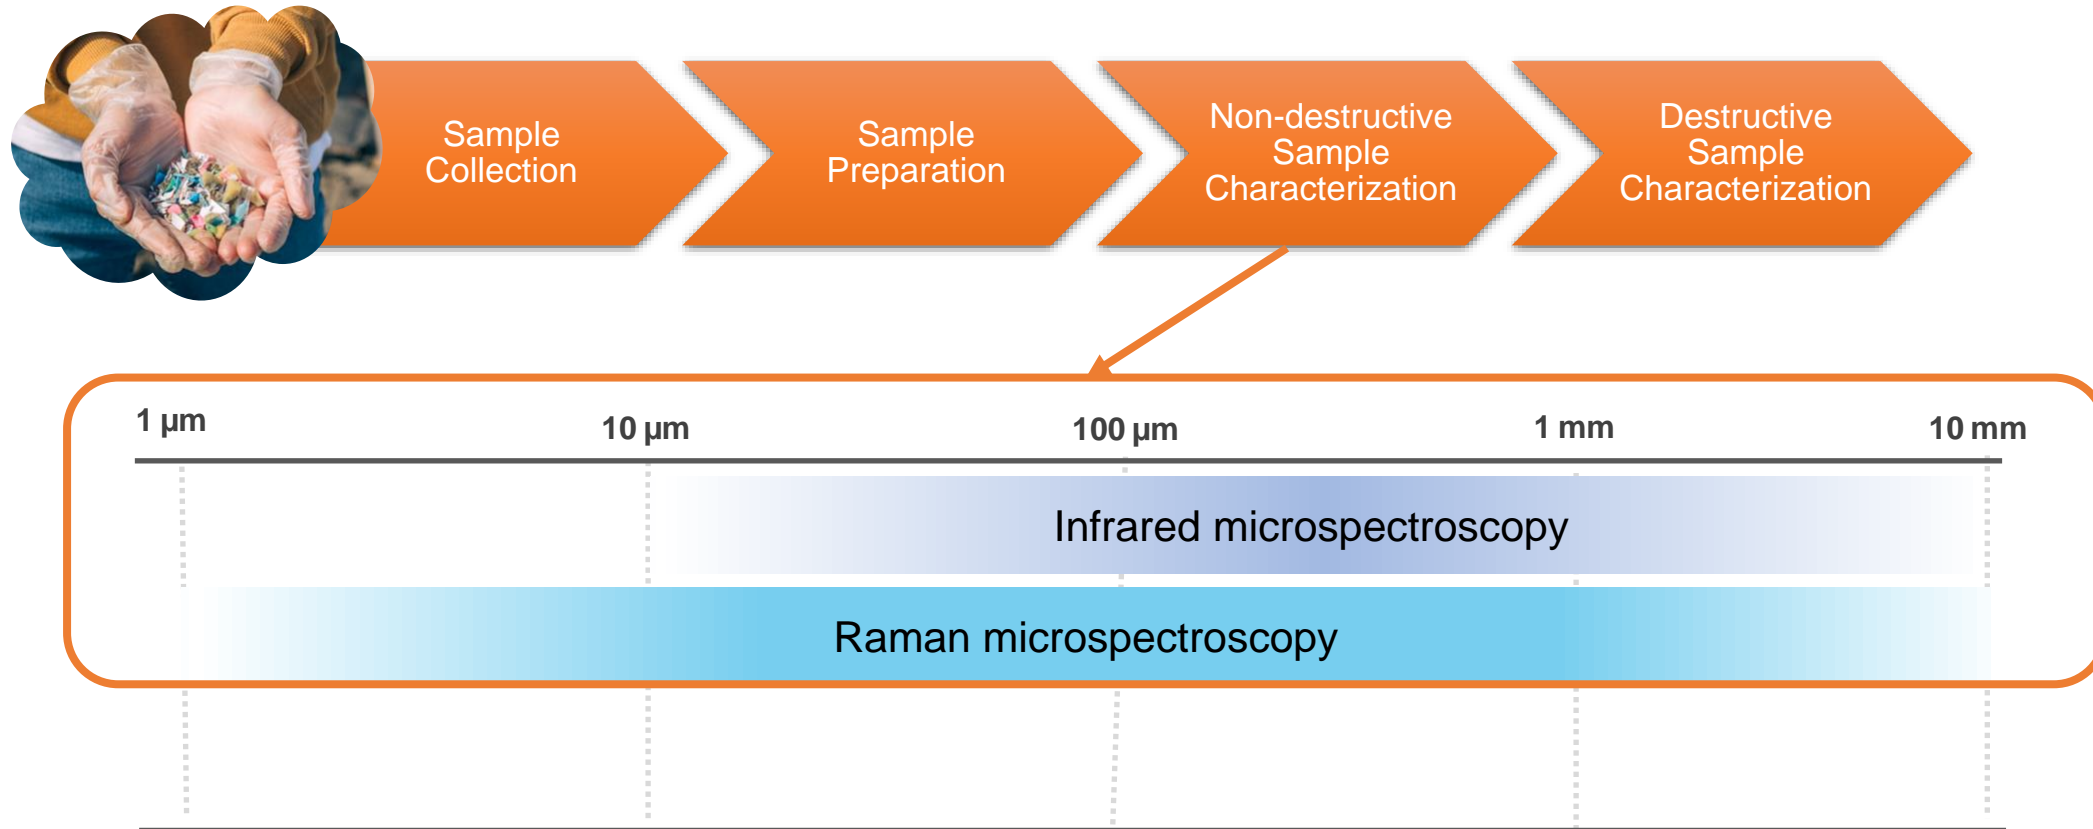 Sample
Collection
Sample
Preparation
Non-destructive
Sample
Characterization
Destructive
Sample
Characterization
1 µm
10 µm
100 µm
1 mm
10 mm
Infrared microspectroscopy
Raman microspectroscopy